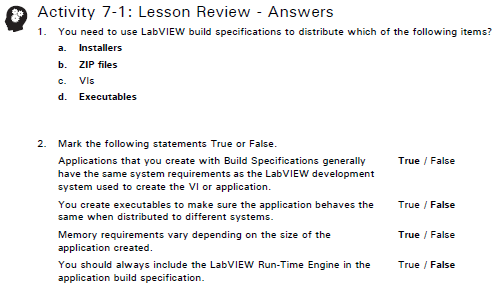 Activity 7-1: Lesson Review - Answers
1. You need to use LabVIEW build specifications to distribute which of the following items?
a. Installers
b. ZIP files
c. VIs
d. Executables
2. Mark the following statements True or False.
Applications that you create with Build Specifications generally True / False
have the same system requirements as the LabVIEW development
system used to create the VI or application.
You create executables to make sure the application behaves the True / False
same when distributed to different systems.
Memory requirements vary depending on the size of the True / False
application created.
You should always include the LabVIEW Run-Time Engine in the True / False
application build specification.